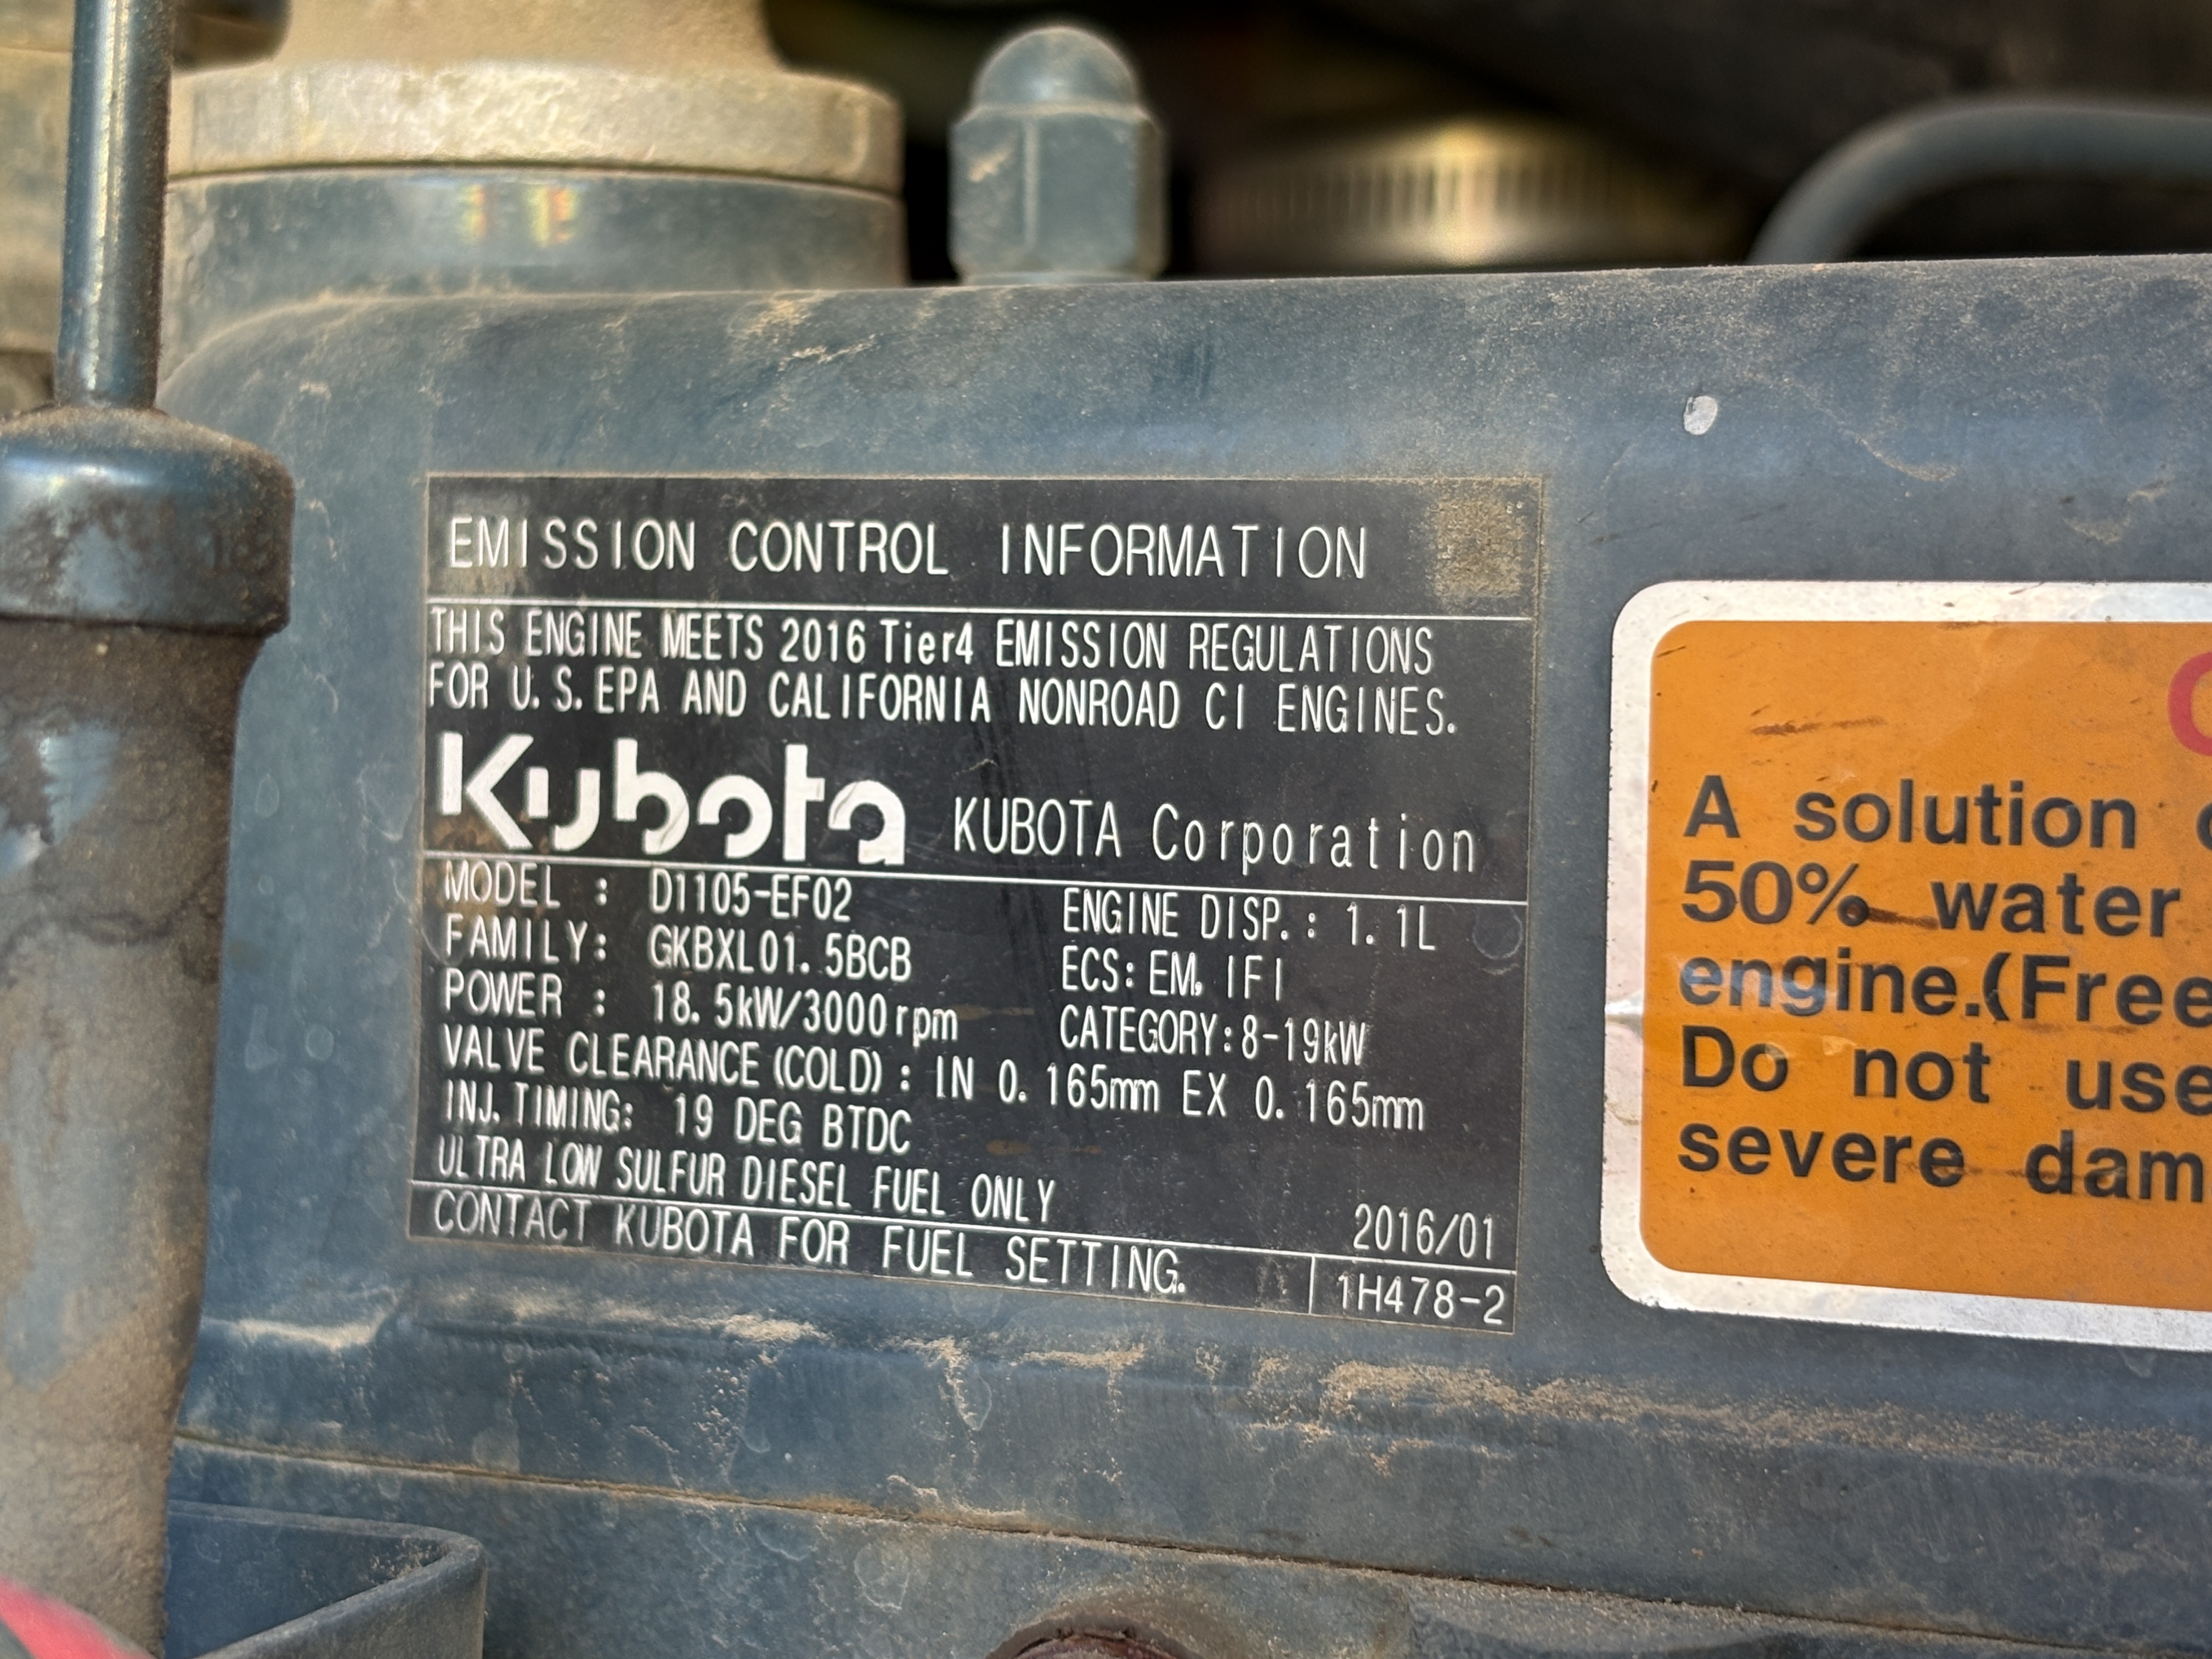 EMISSION CONTROL INFORMATION
THIS ENGINE MEETS 2016 Tier4 EMISSION REGULATIONS
FOR U.S.EPA AND CALIFORNIA NONROAD CI ENGINES.
Kubota KUBOTA Corporation
MODEL : D1105-EF02 ENGINE DISP.: 1.1L
FAMILY: GKBXL01.5BCB ECS: EM, IFI
POWER : 18.5kW/3000rpm CATEGORY:8-19kW
VALVE CLEARANCE (COLD) : IN 0.165mm EX 0.165mm
INJ.TIMING: 19 DEG BTDC
ULTRA LOW SULFUR DIESEL FUEL ONLY 2016/01
CONTACT KUBOTA FOR FUEL SETTING. 1H478-2
A solution
50% water
engine.(Free
Do not use
severe dam